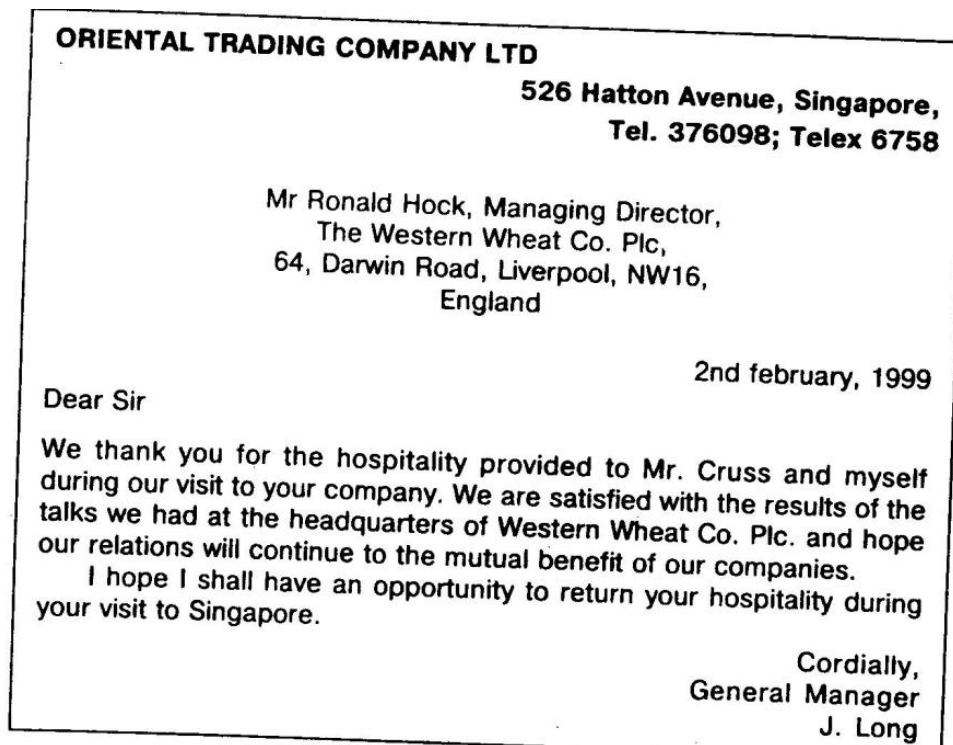 ORIENTAL TRADING COMPANY LTD
526 Hatton Avenue, Singapore,
Tel. 376098; Telex 6758
Mr Ronald Hock, Managing Director,
The Western Wheat Co. Plc,
64, Darwin Road, Liverpool, NW16,
England
2nd february, 1999
Dear Sir
We thank you for the hospitality provided to Mr. Cruss and myself
during our visit to your company. We are satisfied with the results of the
talks we had at the headquarters of Western Wheat Co. Plc. and hope
our relations will continue to the mutual benefit of our companies.
I hope I shall have an opportunity to return your hospitality during
your visit to Singapore.
Cordially,
General Manager
J. Long